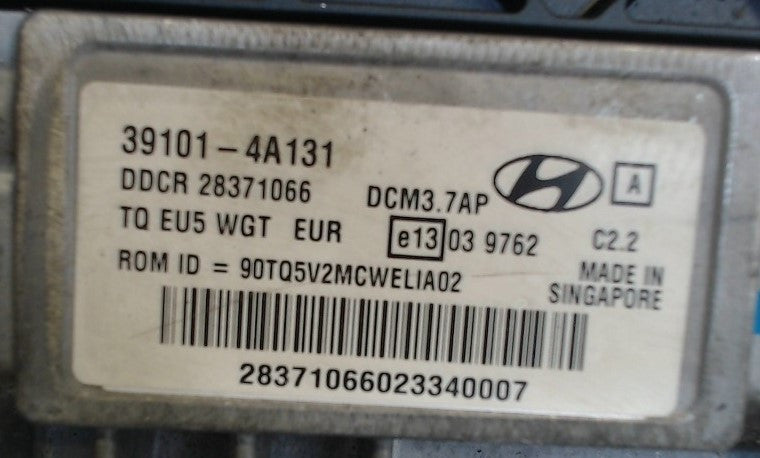 39101-4A131
DDCR 28371066 DCM3.7AP A
TQ EU5 WGT EUR e13 03 9762 C2.2
ROM ID = 90TQ5V2MCWELIA02 MADE IN
SINGAPORE
28371066023340007